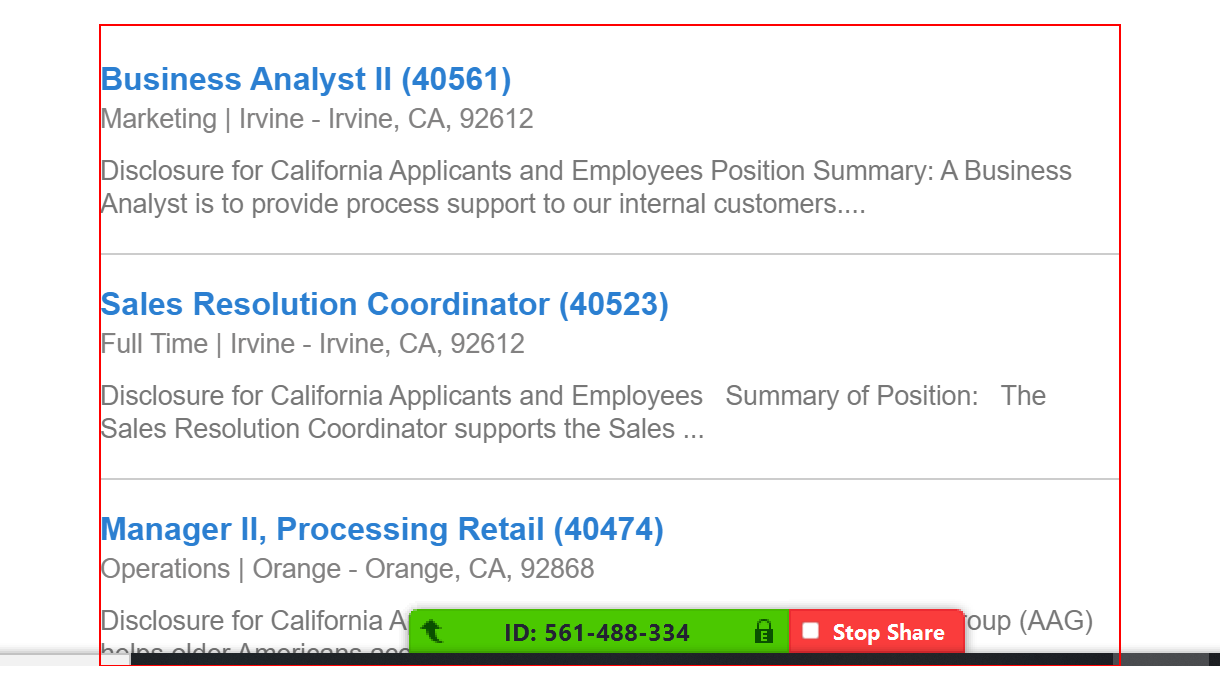 Business Analyst II (40561)
Marketing | Irvine - Irvine, CA, 92612
Disclosure for California Applicants and Employees Position Summary: A Business
Analyst is to provide process support to our internal customers....
Sales Resolution Coordinator (40523)
Full Time | Irvine - Irvine, CA, 92612
Disclosure for California Applicants and Employees   Summary of Position:   The
Sales Resolution Coordinator supports the Sales ...
Manager II, Processing Retail (40474)
Operations | Orange - Orange, CA, 92868
Disclosure for California A
oup (AAG)
ID: 561-488-334
Stop Share
helps older Americans